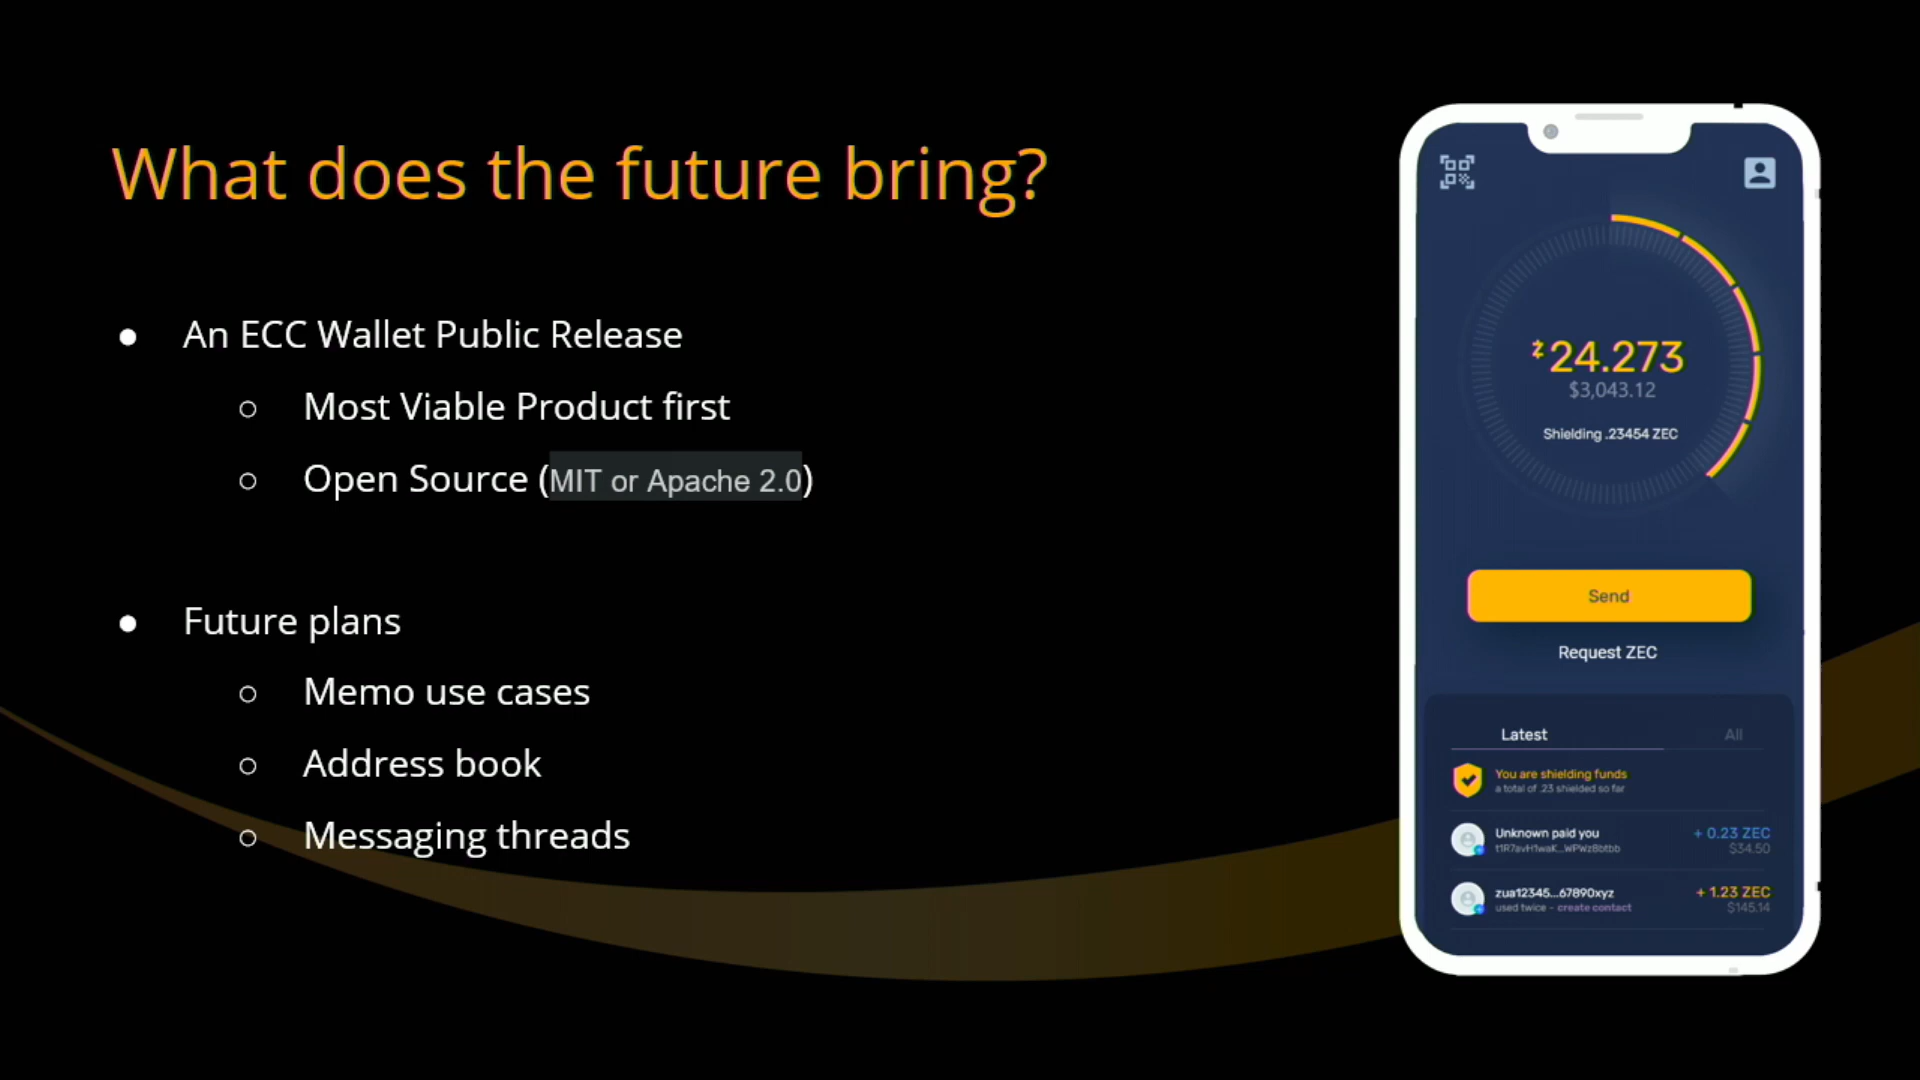 What does the future bring?
● An ECC Wallet Public Release
○ Most Viable Product first
○ Open Source (MIT or Apache 2.0)
● Future plans
○ Memo use cases
○ Address book
○ Messaging threads
24.273
$3,043.12
Shielding .23454 ZEC
Send
Request ZEC
Latest All
You are shielding funds
a total of .23 shielded so far
Unknown paid you + 0.23 ZEC
t1R7avH1waK...WPWzBbtbb $34.50
zua12345...67890xyz + 1.23 ZEC
used twice - create contact $145.14